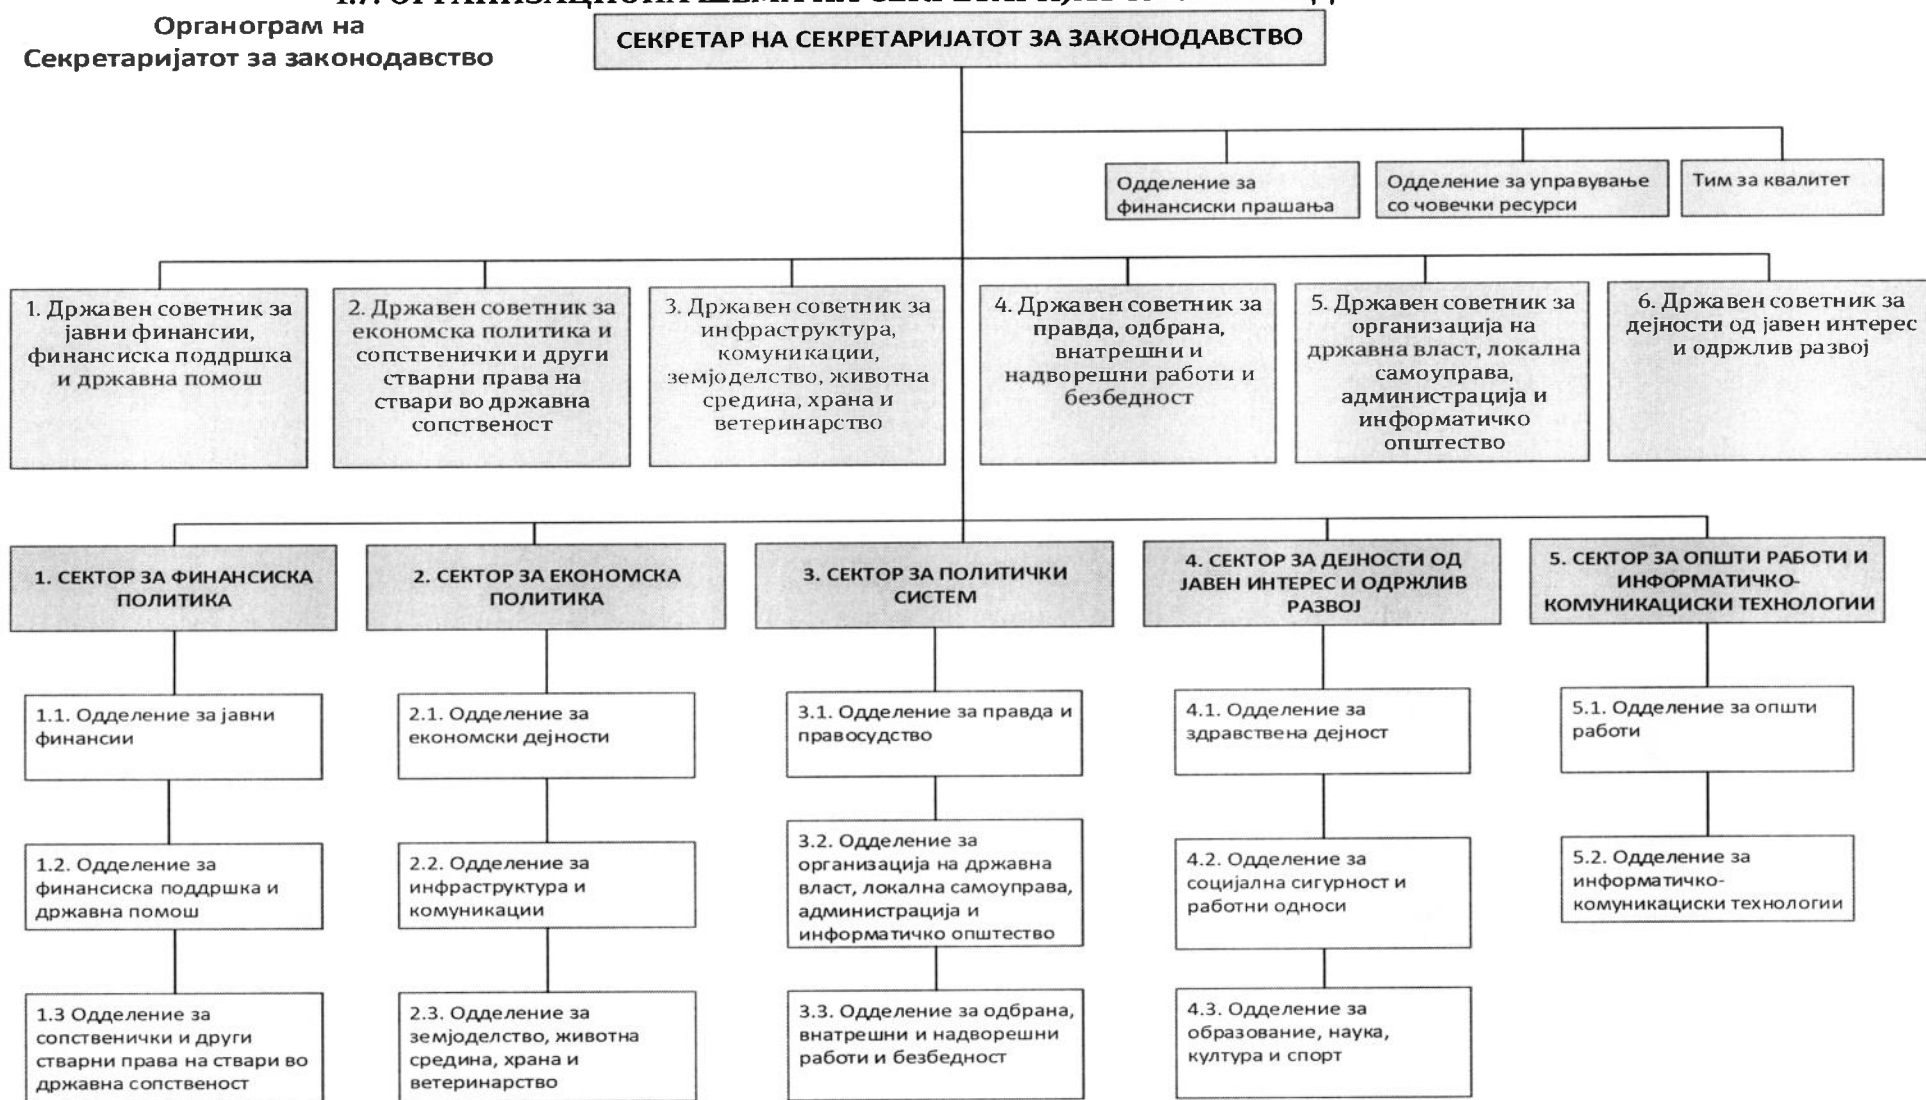 Органограм на
Секретаријатот за законодавство
СЕКРЕТАР НА СЕКРЕТАРИЈАТОТ ЗА ЗАКОНОДАВСТВО
Одделение за
финансиски прашања
Одделение за управување
со човечки ресурси
Тим за квалитет
1. Државен советник за
јавни финансии,
финансиска поддршка
и државна помош
2. Државен советник за
економска политика и
сопственички и други
стварни права на
ствари во државна
сопственост
3. Државен советник за
инфраструктура,
комуникации,
земјоделство, животна
средина, храна и
ветеринарство
4. Државен советник за
правда, одбрана,
внатрешни и
надворешни работи и
безбедност
5. Државен советник за
организација на
државна власт, локална
самоуправа,
администрација и
информатичко
општество
6. Државен советник за
дејности од јавен интерес
и одржлив развој
1. СЕКТОР ЗА ФИНАНСИСКА
ПОЛИТИКА
2. СЕКТОР ЗА ЕКОНОМСКА
ПОЛИТИКА
3. СЕКТОР ЗА ПОЛИТИЧКИ
СИСТЕМ
4. СЕКТОР ЗА ДЕЈНОСТИ ОД
ЈАВЕН ИНТЕРЕС И ОДРЖЛИВ
РАЗВОЈ
5. СЕКТОР ЗА ОПШТИ РАБОТИ И
ИНФОРМАТИЧКО-
КОМУНИКАЦИСКИ ТЕХНОЛОГИИ
1.1. Одделение за јавни
финансии
2.1. Одделение за
економски дејности
3.1. Одделение за правда и
правосудство
4.1. Одделение за
здравствена дејност
5.1. Одделение за општи
работи
1.2. Одделение за
финансиска поддршка и
државна помош
2.2. Одделение за
инфраструктура и
комуникации
3.2. Одделение за
организација на државна
власт, локална самоуправа,
администрација и
информатичко општество
4.2. Одделение за
социјална сигурност и
работни односи
5.2. Одделение за
информатичко-
комуникациски технологии
1.3 Одделение за
сопственички и други
стварни права на ствари во
државна сопственост
2.3. Одделение за
земјоделство, животна
средина, храна и
ветеринарство
3.3. Одделение за одбрана,
внатрешни и надворешни
работи и безбедност
4.3. Одделение за
образование, наука,
култура и спорт